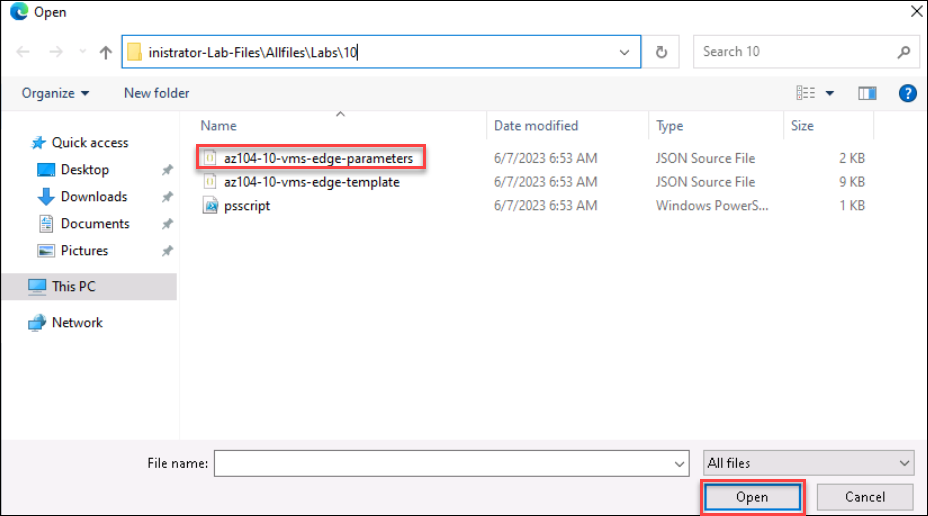 Open
inistrator-Lab-Files\Allfiles\Labs\10
Search 10
Organize
New folder
?
Name
Date modified
Type
Size
Quick access
Desktop
Downloads
Documents
Pictures
This PC
Network
az104-10-vms-edge-parameters 6/7/2023 6:53 AM JSON Source File 2 KB
az104-10-vms-edge-template 6/7/2023 6:53 AM JSON Source File 9 KB
psscript 6/7/2023 6:53 AM Windows PowerS... 1 KB
File name:
All files
Open
Cancel